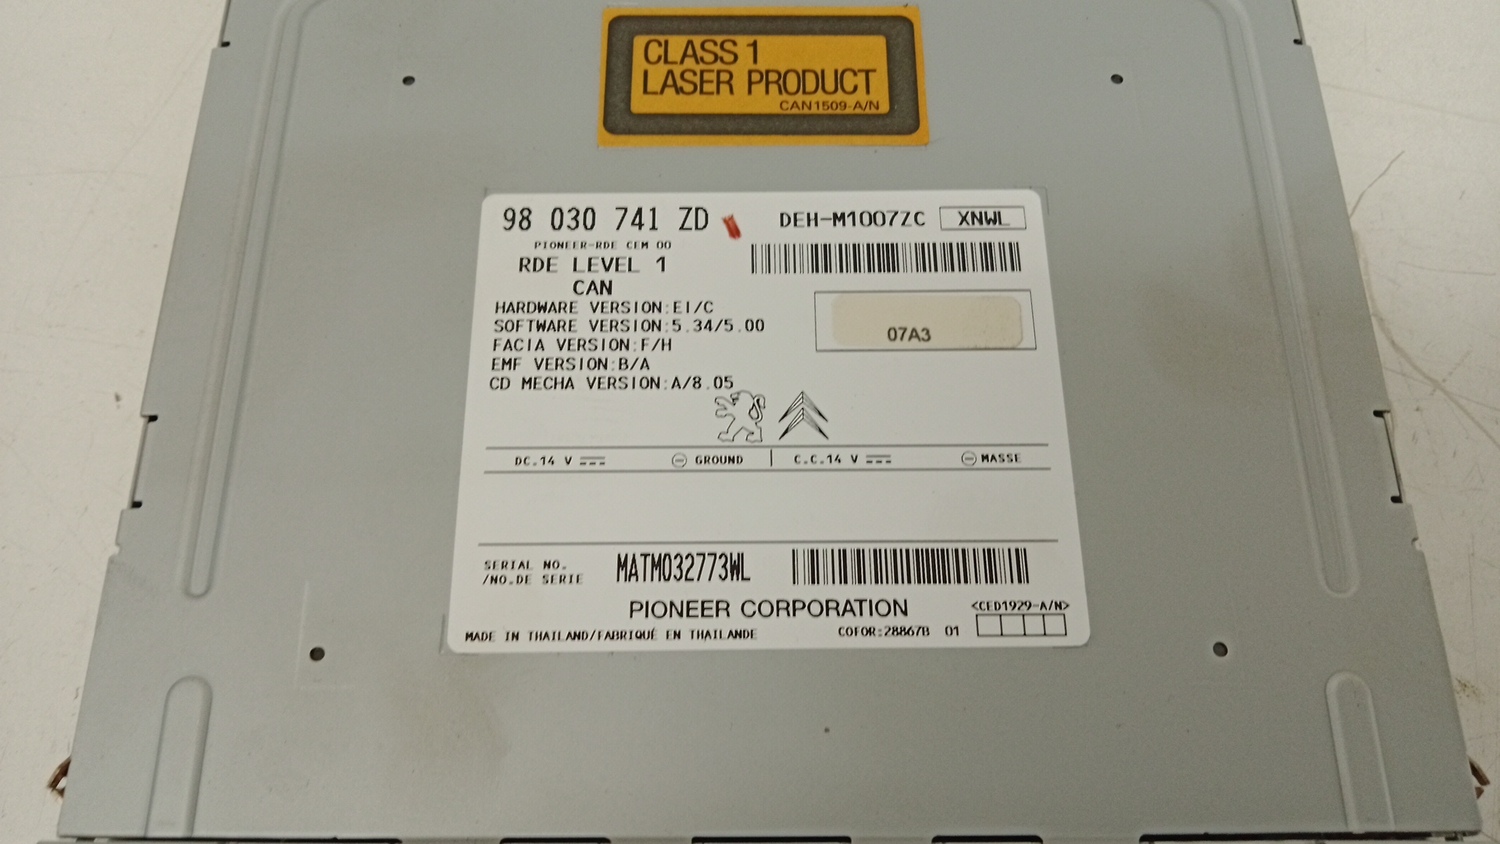 CLASS 1
LASER PRODUCT
CAN1509-A/N
98 030 741 ZD
DEH-M1007ZC XNWL
PIONEER-RDE CEM 00
RDE LEVEL 1
CAN
HARDWARE VERSION:EI/C
SOFTWARE VERSION:5.34/5.00
07A3
FACIA VERSION:F/H
EMF VERSION:B/A
CD MECHA VERSION:A/8.05
DC.14 V GROUND | C.C.14 V MASSE
SERIAL NO.
/NO.DE SERIE
MATM032773WL
PIONEER CORPORATION
<CED1929-A/N>
MADE IN THAILAND/FABRIQUÉ EN THAILANDE
COFOR:28867B 01